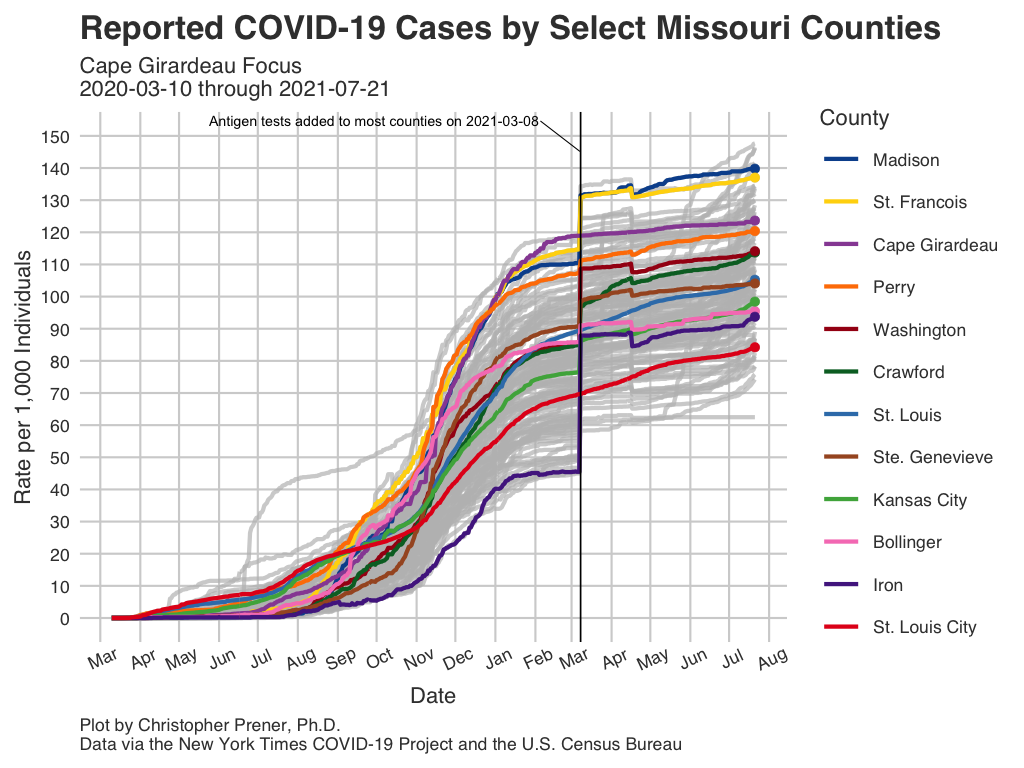 Reported COVID-19 Cases by Select Missouri Counties
Cape Girardeau Focus
2020-03-10 through 2021-07-21
Antigen tests added to most counties on 2021-03-08
150
140
130
120
110
100
90
80
70
60
50
40
30
20
10
0
Rate per 1,000 Individuals
Mar Apr May Jun Jul Aug Sep Oct Nov Dec Jan Feb Mar Apr May Jun Jul Aug
Date
County
Madison
St. Francois
Cape Girardeau
Perry
Washington
Crawford
St. Louis
Ste. Genevieve
Kansas City
Bollinger
Iron
St. Louis City
Plot by Christopher Prener, Ph.D.
Data via the New York Times COVID-19 Project and the U.S. Census Bureau